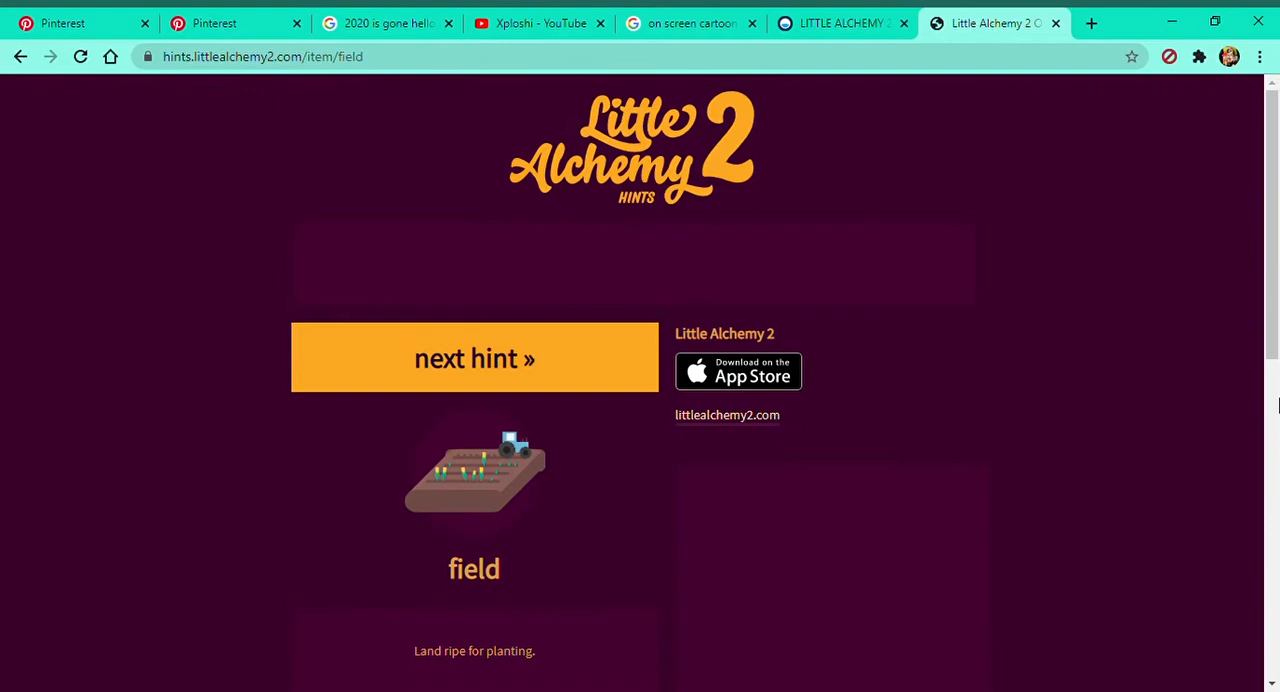 Pinterest
Pinterest
2020 is gone hello
Xploshi - YouTube
on screen cartoon
LITTLE ALCHEMY 2
Little Alchemy 2 O
hints.littlealchemy2.com/item/field
Little
Alchemy 2
HINTS
next hint »
Little Alchemy 2
Download on the
App Store
littlealchemy2.com
field
Land ripe for planting.